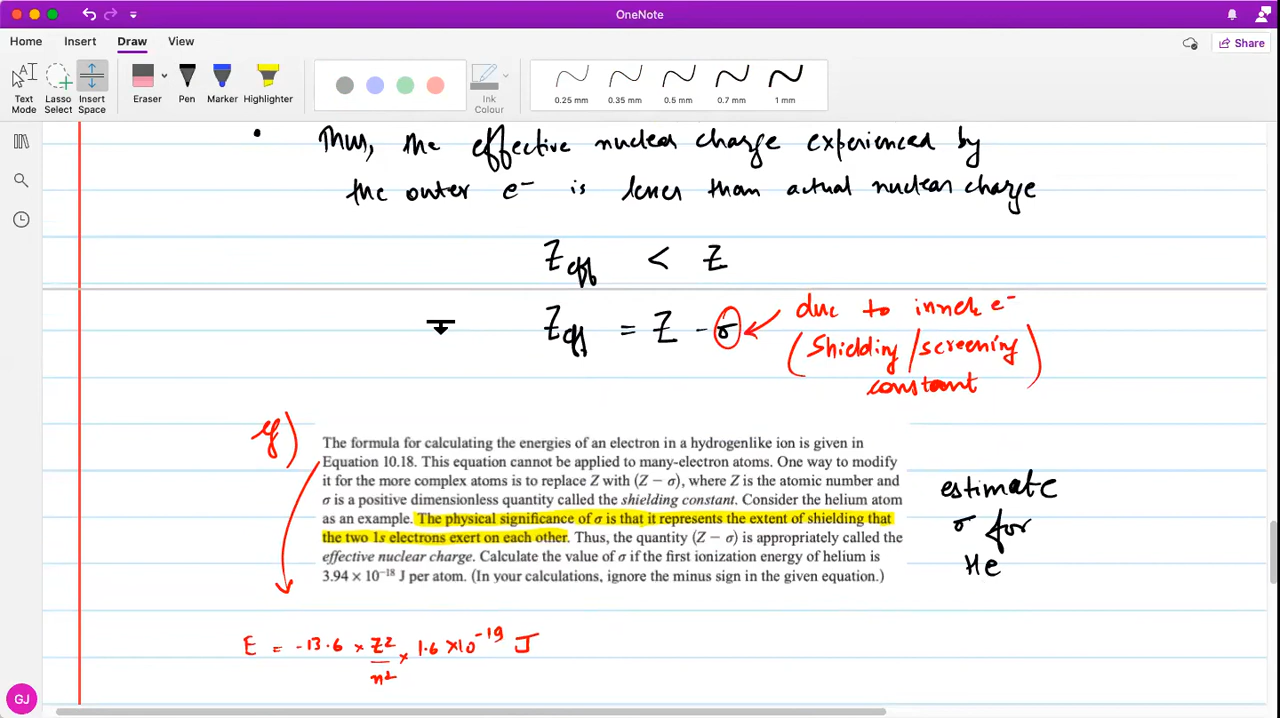 OneNote
Home Insert Draw View
Share
Text Mode
Lasso Select
Insert Space
Eraser
Pen
Marker
Highlighter
Ink Colour
0.25 mm
0.35 mm
0.5 mm
0.7 mm
1 mm
• Thus, the effective nuclear charge experienced by
the outer e⁻ is lesser than actual nuclear charge
Z_eff < Z
Z_eff = Z - σ
due to inner e⁻
(Shielding/screening
constant)
eg)
The formula for calculating the energies of an electron in a hydrogenlike ion is given in
Equation 10.18. This equation cannot be applied to many-electron atoms. One way to modify
it for the more complex atoms is to replace Z with (Z − σ), where Z is the atomic number and
σ is a positive dimensionless quantity called the shielding constant. Consider the helium atom
as an example. The physical significance of σ is that it represents the extent of shielding that
the two 1s electrons exert on each other. Thus, the quantity (Z − σ) is appropriately called the
effective nuclear charge. Calculate the value of σ if the first ionization energy of helium is
3.94 × 10⁻¹⁸ J per atom. (In your calculations, ignore the minus sign in the given equation.)
estimate
σ for
He
E = -13.6 × Z²/n² × 1.6 × 10⁻¹⁹ J
GJ